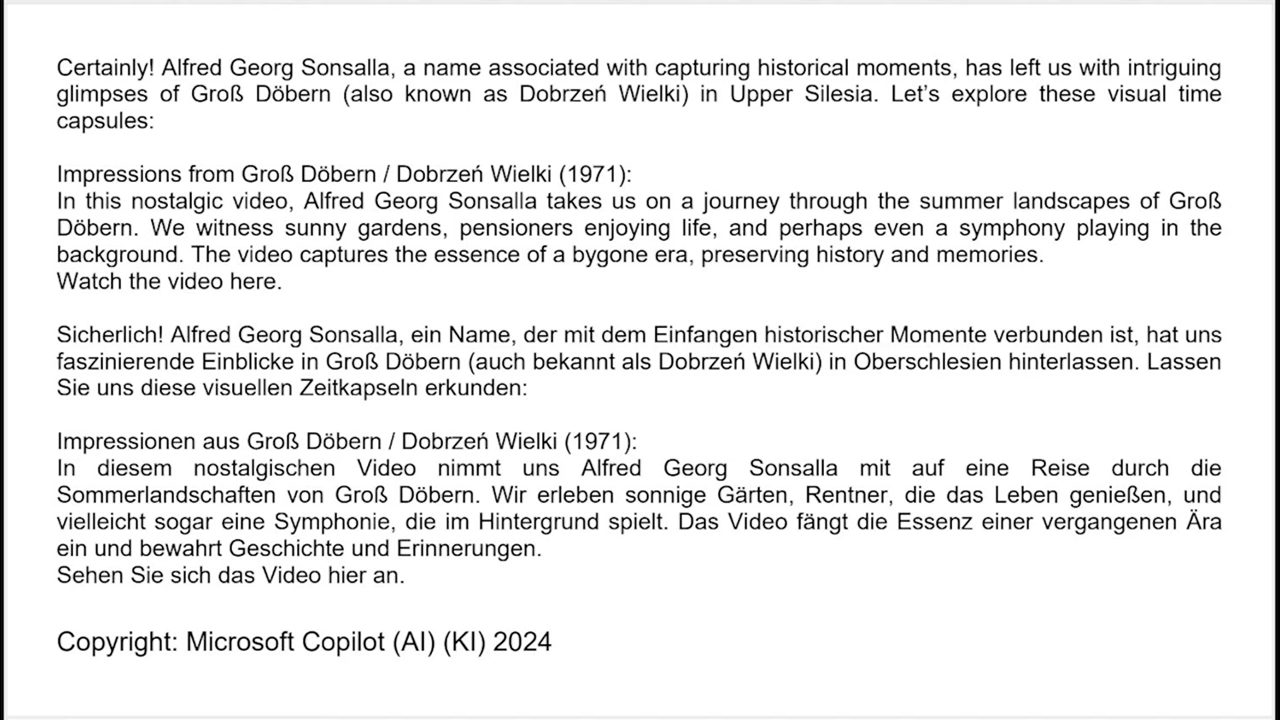 Certainly! Alfred Georg Sonsalla, a name associated with capturing historical moments, has left us with intriguing
glimpses of Groß Döbern (also known as Dobrzeń Wielki) in Upper Silesia. Let’s explore these visual time
capsules:
Impressions from Groß Döbern / Dobrzeń Wielki (1971):
In this nostalgic video, Alfred Georg Sonsalla takes us on a journey through the summer landscapes of Groß
Döbern. We witness sunny gardens, pensioners enjoying life, and perhaps even a symphony playing in the
background. The video captures the essence of a bygone era, preserving history and memories.
Watch the video here.
Sicherlich! Alfred Georg Sonsalla, ein Name, der mit dem Einfangen historischer Momente verbunden ist, hat uns
faszinierende Einblicke in Groß Döbern (auch bekannt als Dobrzeń Wielki) in Oberschlesien hinterlassen. Lassen
Sie uns diese visuellen Zeitkapseln erkunden:
Impressionen aus Groß Döbern / Dobrzeń Wielki (1971):
In diesem nostalgischen Video nimmt uns Alfred Georg Sonsalla mit auf eine Reise durch die
Sommerlandschaften von Groß Döbern. Wir erleben sonnige Gärten, Rentner, die das Leben genießen, und
vielleicht sogar eine Symphonie, die im Hintergrund spielt. Das Video fängt die Essenz einer vergangenen Ära
ein und bewahrt Geschichte und Erinnerungen.
Sehen Sie sich das Video hier an.
Copyright: Microsoft Copilot (AI) (KI) 2024